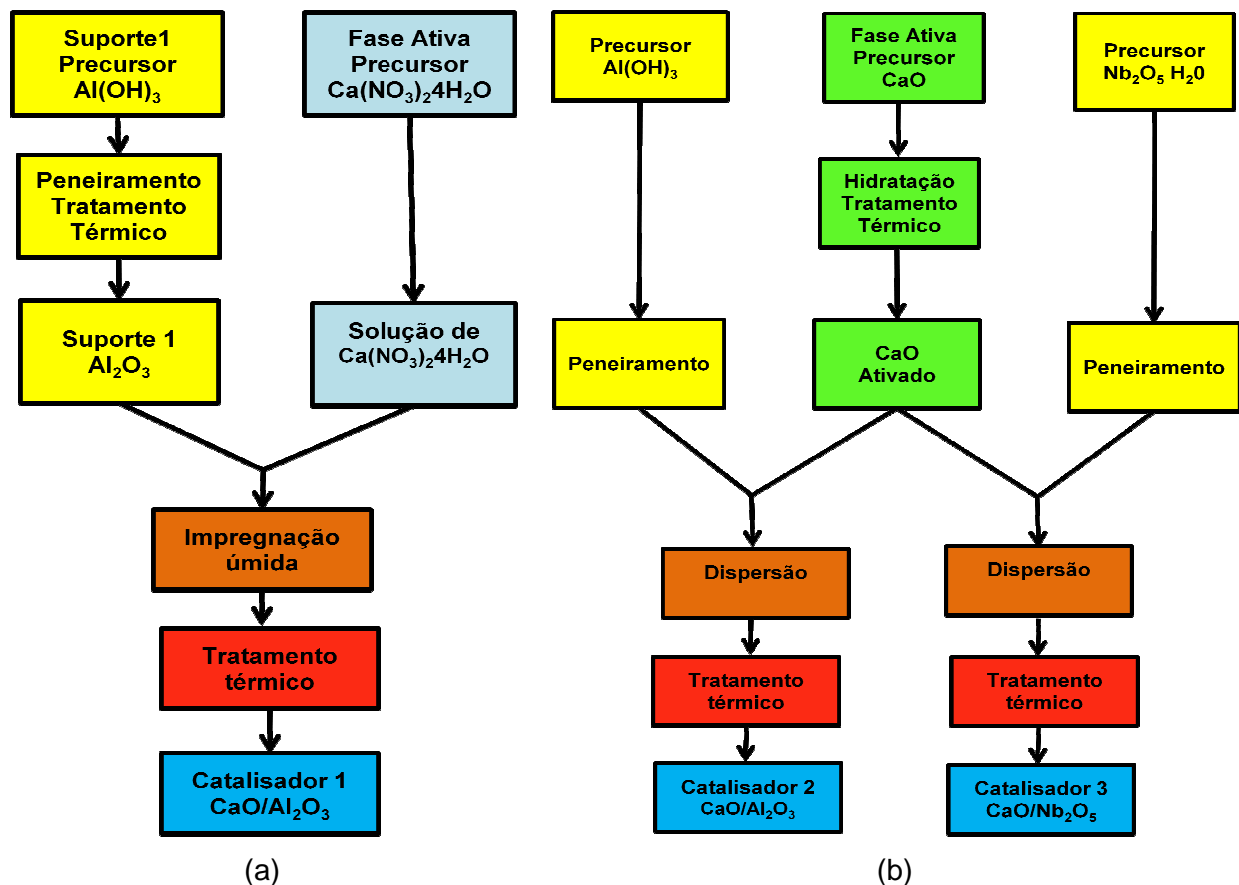 Suporte1
Precursor
Al(OH)₃
Fase Ativa
Precursor
Ca(NO₃)₂4H₂O
Peneiramento
Tratamento
Térmico
Suporte 1
Al₂O₃
Solução de
Ca(NO₃)₂4H₂O
Impregnação
úmida
Tratamento
térmico
Catalisador 1
CaO/Al₂O₃
(a)
Precursor
Al(OH)₃
Fase Ativa
Precursor
CaO
Precursor
Nb₂O₅ H₂0
Hidratação
Tratamento
Térmico
Peneiramento
CaO
Ativado
Peneiramento
Dispersão
Dispersão
Tratamento
térmico
Tratamento
térmico
Catalisador 2
CaO/Al₂O₃
Catalisador 3
CaO/Nb₂O₅
(b)